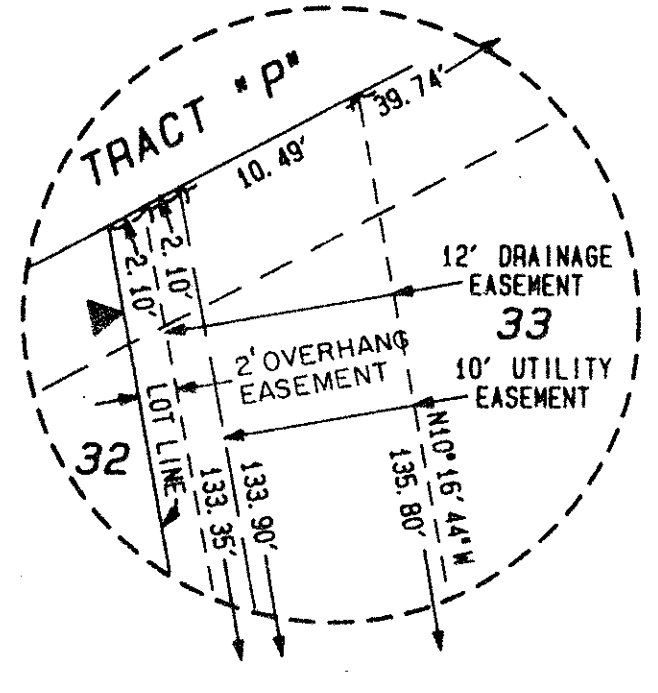 TRACT "P"
39.74'
10.49'
2.10'
2.10'
12' DRAINAGE
EASEMENT
33
2' OVERHANG
EASEMENT
10' UTILITY
EASEMENT
LOT LINE
32
133.35'
133.90'
135.80'
N10°16'44"W